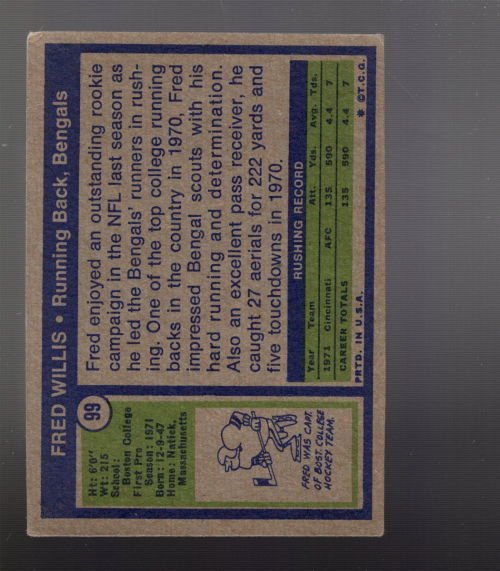 FRED WILLIS • Running Back, Bengals
99
Ht: 6'0"
Wt: 215
School:
Boston College
First Pro
Season: 1971
Born: 12-9-47
Home: Natick,
Massachusetts
FRED WAS CAPT.
OF BOST. COLLEGE
HOCKEY TEAM.
Fred enjoyed an outstanding rookie
campaign in the NFL last season as
he led the Bengals' runners in rush-
ing. One of the top college running
backs in the country in 1970, Fred
impressed Bengal scouts with his
hard running and determination.
Also an excellent pass receiver, he
caught 27 aerials for 222 yards and
five touchdowns in 1970.
RUSHING RECORD
Year Team Att. Yds. Avg. Tds.
1971 Cincinnati AFC 135 590 4.4 7
CAREER TOTALS 135 590 4.4 7
PRTD. IN U.S.A. * © T.C.G.